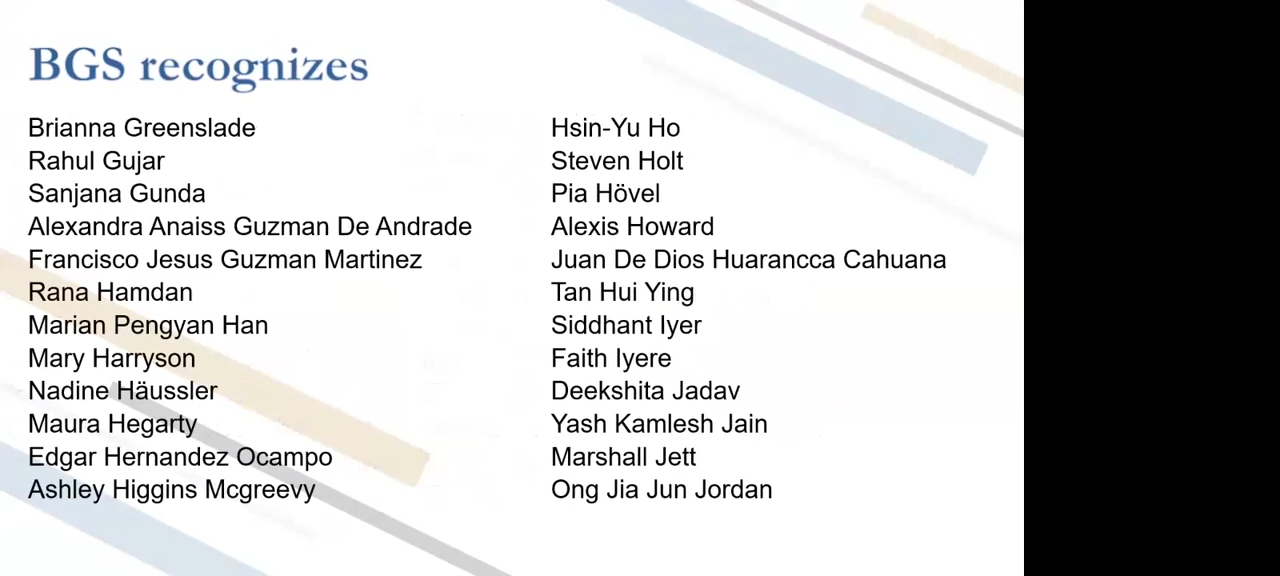 BGS recognizes
Brianna Greenslade
Rahul Gujar
Sanjana Gunda
Alexandra Anaiss Guzman De Andrade
Francisco Jesus Guzman Martinez
Rana Hamdan
Marian Pengyan Han
Mary Harryson
Nadine Häussler
Maura Hegarty
Edgar Hernandez Ocampo
Ashley Higgins Mcgreevy
Hsin-Yu Ho
Steven Holt
Pia Hövel
Alexis Howard
Juan De Dios Huarancca Cahuana
Tan Hui Ying
Siddhant Iyer
Faith Iyere
Deekshita Jadav
Yash Kamlesh Jain
Marshall Jett
Ong Jia Jun Jordan